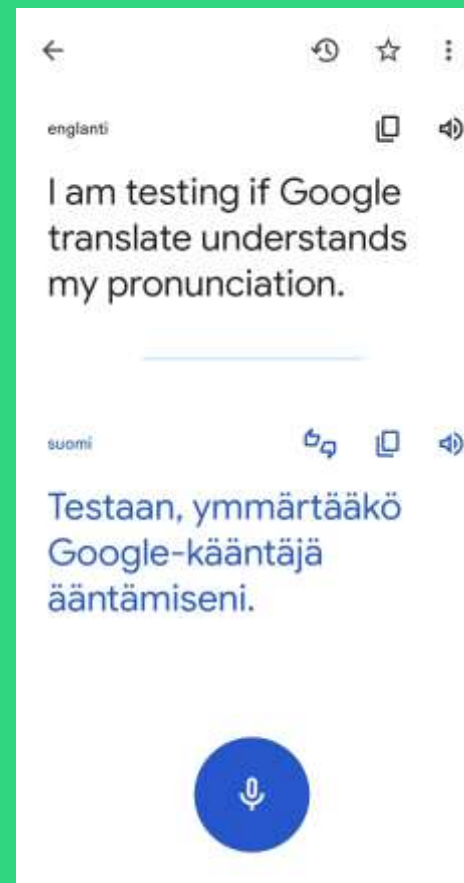 englanti
I am testing if Google
translate understands
my pronunciation.
suomi
Testaan, ymmärtääkö
Google-kääntäjä
ääntämiseni.